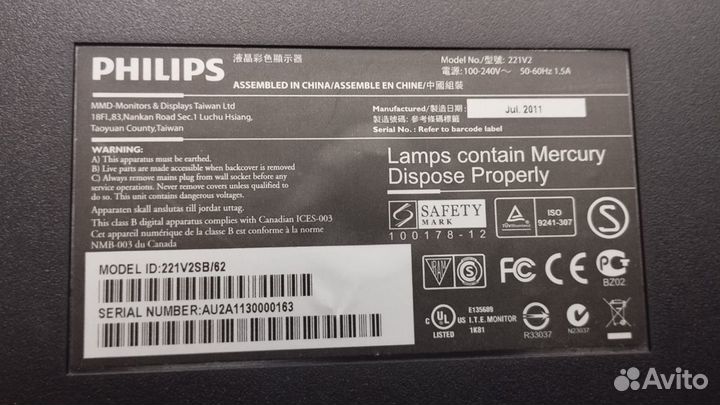 PHILIPS 液晶彩色顯示器
Model No./型號: 221V2
電源: 100-240V～ 50-60Hz 1.5A
ASSEMBLED IN CHINA/ASSEMBLE EN CHINE/中國組裝
MMD-Monitors & Displays Taiwan Ltd
18FL,83,Nankan Road Sec.1 Luchu Hsiang,
Taoyuan County,Taiwan
Manufactured/製造日期: Jul. 2011
製造號碼: 參考條碼標籤
Serial No.: Refer to barcode label
WARNING:
A) This apparatus must be earthed.
B) Live parts are made accessible when backcover is removed
C) Always remove mains plug from wall socket before any
service operations. Never remove unless qualified to
do so. This unit contains dangerous voltages.
Apparaten skall anslutas till jordat uttag.
This class B digital apparatus complies with Canadian ICES-003
Cet appareil numérique de la classe B est conforme à la norme
NMB-003 du Canada
Lamps contain Mercury
Dispose Properly
S SAFETY
MARK
100178-12
TÜVRheinland
ISO
9241-307
S
MODEL ID:221V2SB/62
SERIAL NUMBER:AU2A1130000163
S
FC CE PC
BZ02
c UL US
LISTED
E135609
I.T.E. MONITOR
1K81
R33037
N23037
Avito